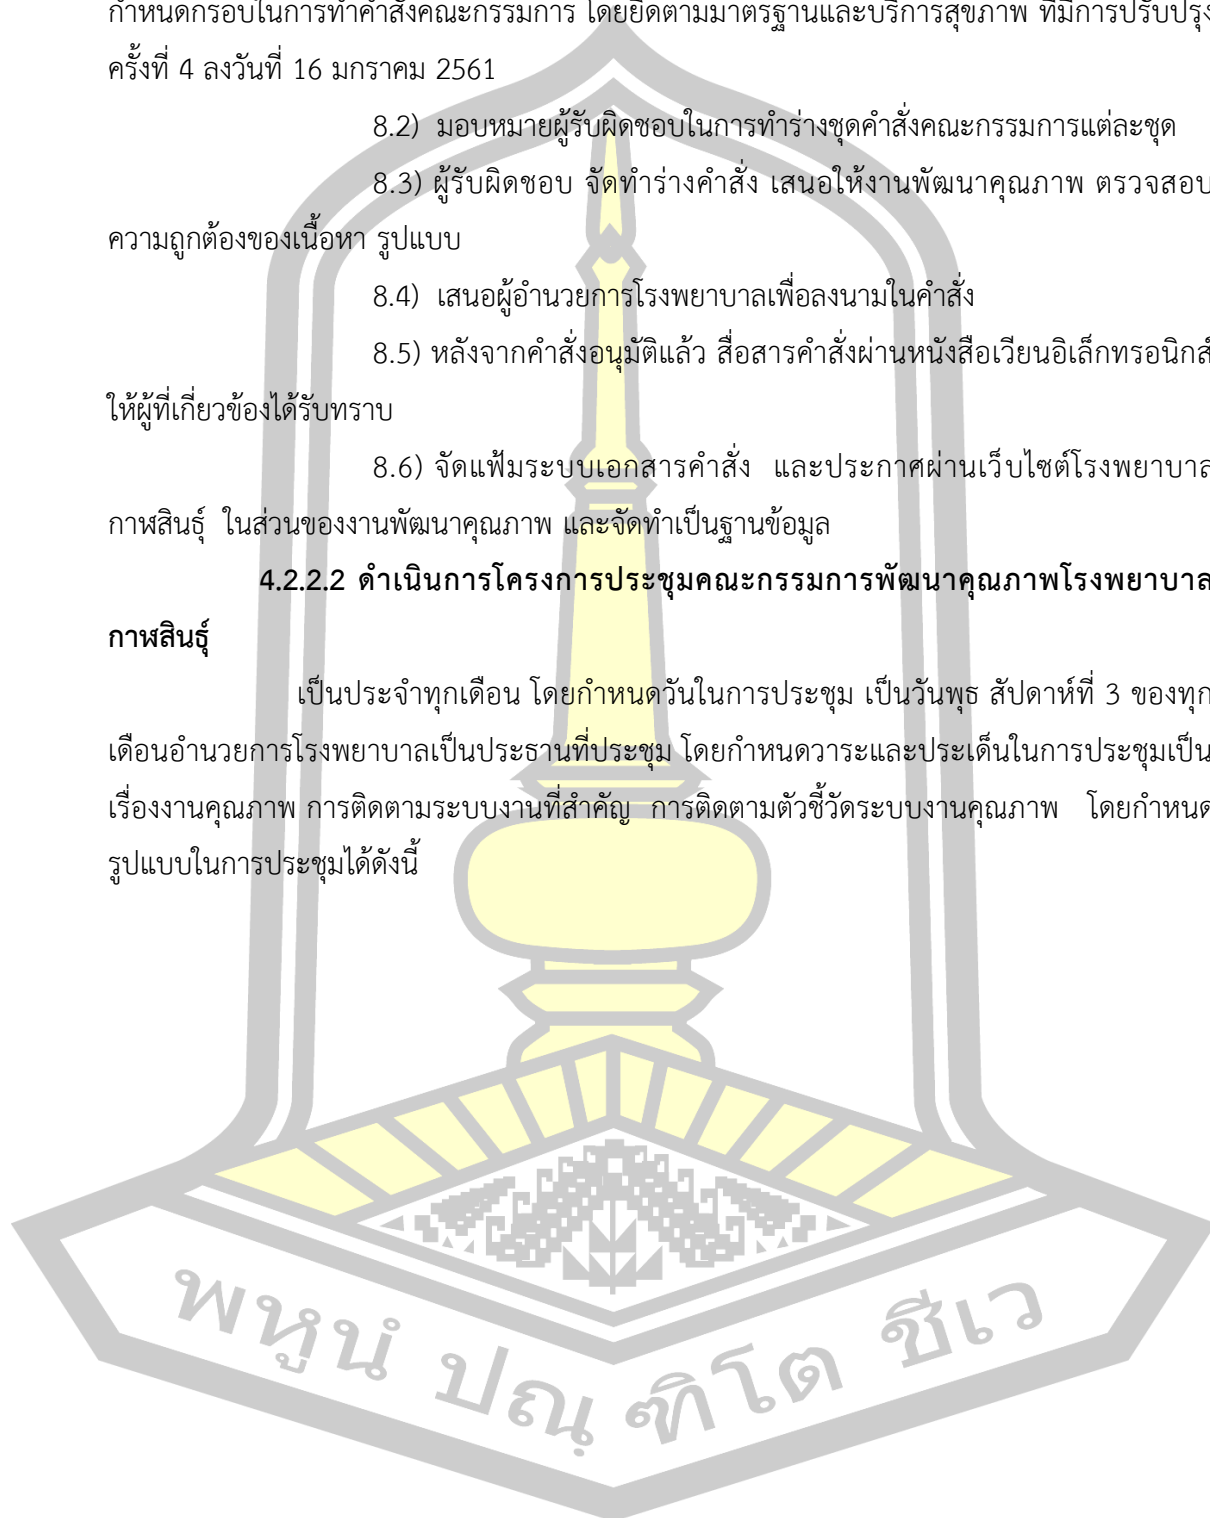 กำหนดกรอบในการทำคำสั่งคณะกรรมการ โดยยึดตามมาตรฐานและบริการสุขภาพ ที่มีการปรับปรุง
ครั้งที่ 4 ลงวันที่ 16 มกราคม 2561
8.2) มอบหมายผู้รับผิดชอบในการทำร่างชุดคำสั่งคณะกรรมการแต่ละชุด
8.3) ผู้รับผิดชอบ จัดทำร่างคำสั่ง เสนอให้งานพัฒนาคุณภาพ ตรวจสอบ
ความถูกต้องของเนื้อหา รูปแบบ
8.4) เสนอผู้อำนวยการโรงพยาบาลเพื่อลงนามในคำสั่ง
8.5) หลังจากคำสั่งอนุมัติแล้ว สื่อสารคำสั่งผ่านหนังสือเวียนอิเล็กทรอนิกส์
ให้ผู้ที่เกี่ยวข้องได้รับทราบ
8.6) จัดแฟ้มระบบเอกสารคำสั่ง และประกาศผ่านเว็บไซต์โรงพยาบาล
กาฬสินธุ์ ในส่วนของงานพัฒนาคุณภาพ และจัดทำเป็นฐานข้อมูล
4.2.2.2 ดำเนินการโครงการประชุมคณะกรรมการพัฒนาคุณภาพโรงพยาบาล
กาฬสินธุ์
เป็นประจำทุกเดือน โดยกำหนดวันในการประชุม เป็นวันพุธ สัปดาห์ที่ 3 ของทุก
เดือนอำนวยการโรงพยาบาลเป็นประธานที่ประชุม โดยกำหนดวาระและประเด็นในการประชุมเป็น
เรื่องงานคุณภาพ การติดตามระบบงานที่สำคัญ การติดตามตัวชี้วัดระบบงานคุณภาพ โดยกำหนด
รูปแบบในการประชุมได้ดังนี้
พหูนํ ปณฺฑิโต ชีเว